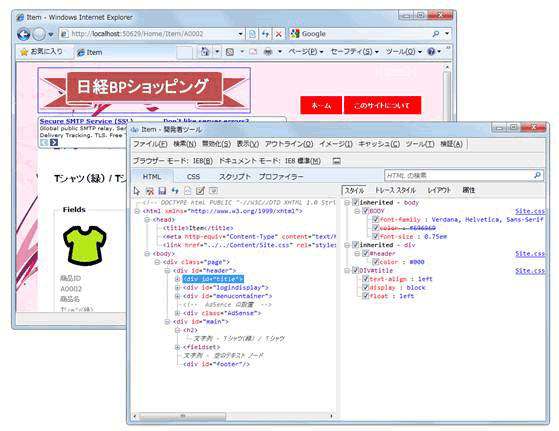 Item - Windows Internet Explorer
http://localhost:50629/Home/Item/A0002
Google
お気に入り
Item
ページ(P)
セーフティ(S)
ツール(O)
日経BPショッピング
ホーム
このサイトについて
Secure SMTP Service (SSL)
Don't like server errors?
Global public SMTP relay, Ser
Delivery Tracking. TLS. Free
Tシャツ(緑) / Tシ
Fields
商品ID
A0002
商品名
Tシャツ(緑)
Item - 開発者ツール
ファイル(F) 検索(N) 無効(S) 表示(V) アウトライン(O) イメージ(I) キャッシュ(C) ツール(T) 検証(A)
ブラウザー モード: IE8(B) ドキュメント モード: IE8 標準(M)
HTML CSS スクリプト プロファイラー
HTML の検索
スタイル トレース スタイル レイアウト 属性
<!-- DOCTYPE html PUBLIC "-//W3C//DTD XHTML 1.0 Strict
<html xmlns="http://www.w3.org/1999/xhtml">
<head>
<title>Item</title>
<meta http-equiv="Content-Type" content="text/h
<link href="../../Content/Site.css" rel="styles
<body>
<div class="page">
<div id="header">
<div id="title">
<div id="logindisplay">
<div id="menucontainer">
<!-- AdSence の設置 -->
<div class="AdSense">
<div id="main">
<h2>
文字列 - Tシャツ(緑) / Tシャツ
<fieldset>
文字列 - 空のテキスト ノード
<div id="footer"/>
inherited - body
BODY Site.css
font-family : Verdana, Helvetica, Sans-Serif
color : #696969
font-size : 0.75em
inherited - div
#header Site.css
color : #000
DIV#title Site.css
text-align : left
display : block
float : left